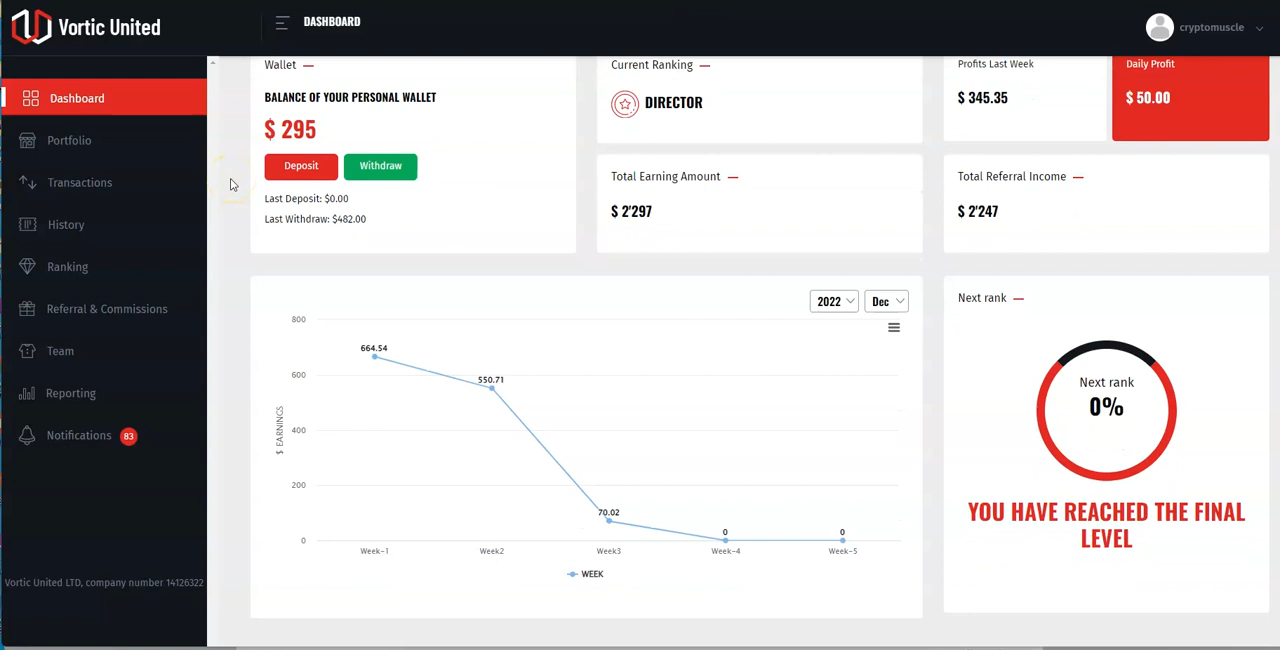 Vortic United
DASHBOARD
cryptomuscle
Dashboard
Portfolio
Transactions
History
Ranking
Referral & Commissions
Team
Reporting
Notifications 83
Vortic United LTD, company number 14126322
Wallet
BALANCE OF YOUR PERSONAL WALLET
$ 295
Deposit Withdraw
Last Deposit: $0.00
Last Withdraw: $482.00
Current Ranking
DIRECTOR
Profits Last Week
$ 345.35
Daily Profit
$ 50.00
Total Earning Amount
$ 2'297
Total Referral Income
$ 2'247
2022 Dec
800
600
400
200
0
$ EARNINGS
664.54
550.71
70.02
0
0
Week-1 Week2 Week3 Week-4 Week-5
WEEK
Next rank
Next rank
0%
YOU HAVE REACHED THE FINAL
LEVEL